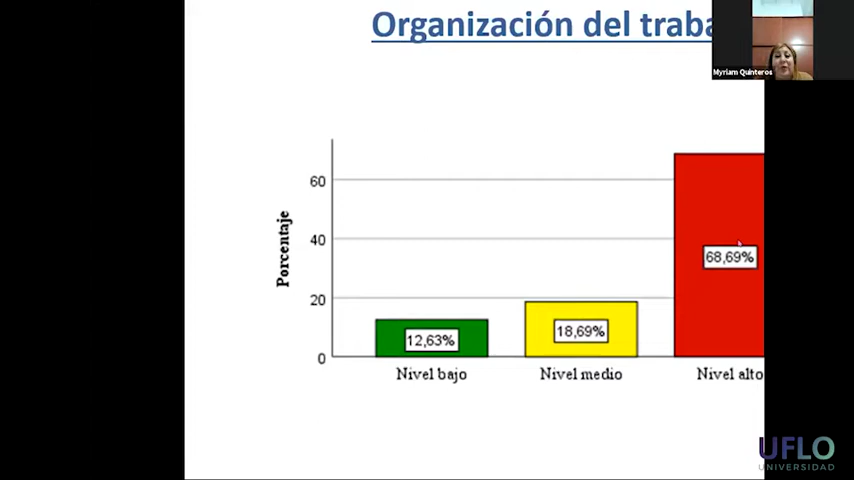 Organización del traba
Myriam Quinteros
Porcentaje
60
40
20
0
68,69%
18,69%
12,63%
Nivel bajo
Nivel medio
Nivel alto
UFLO
UNIVERSIDAD